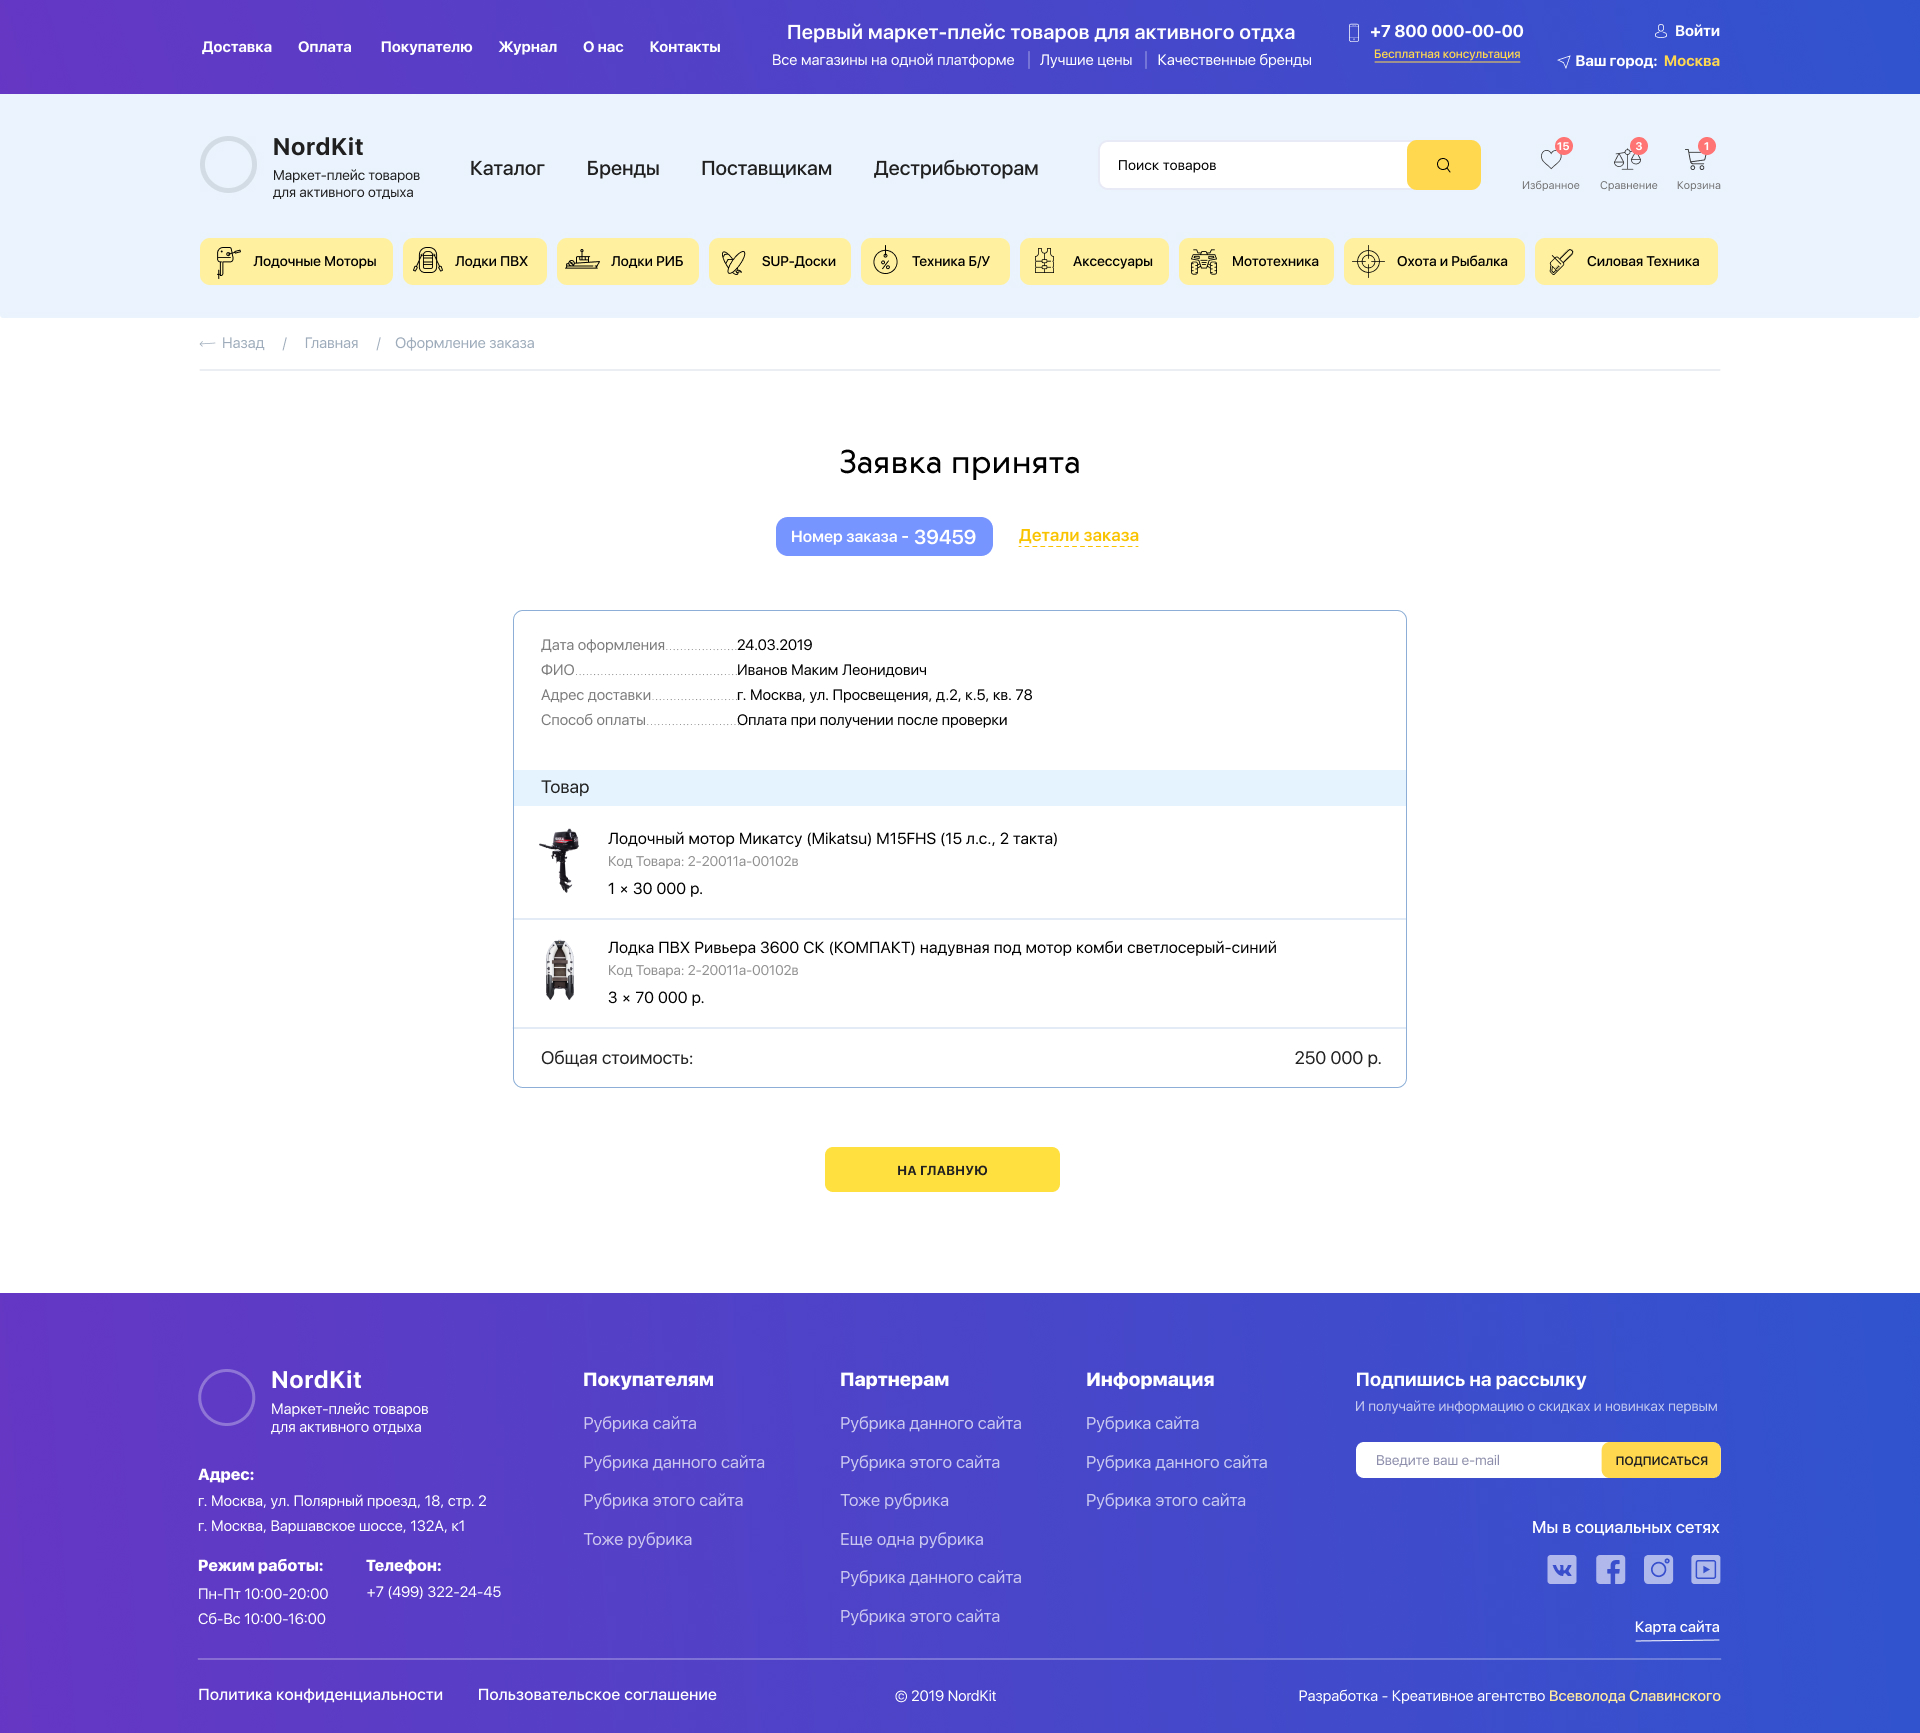 Доставка Оплата Покупателю Журнал О нас Контакты
Первый маркет-плейс товаров для активного отдха
Все магазины на одной платформе | Лучшие цены | Качественные бренды
+7 800 000-00-00
Бесплатная консультация
Войти
Ваш город: Москва
NordKit
Маркет-плейс товаров
для активного отдыха
Каталог Бренды Поставщикам Дестрибьюторам
Поиск товаров
15 3 1
Избранное Сравнение Корзина
Лодочные Моторы Лодки ПВХ Лодки РИБ SUP-Доски Техника Б/У Аксессуары Мототехника Охота и Рыбалка Силовая Техника
Назад / Главная / Оформление заказа
Заявка принята
Номер заказа - 39459 Детали заказа
Дата оформления...................24.03.2019
ФИО............................................Иванов Маким Леонидович
Адрес доставки.......................г. Москва, ул. Просвещения, д.2, к.5, кв. 78
Способ оплаты........................Оплата при получении после проверки
Товар
Лодочный мотор Микатсу (Mikatsu) M15FHS (15 л.с., 2 такта)
Код Товара: 2-20011а-00102в
1 × 30 000 р.
Лодка ПВХ Ривьера 3600 СК (КОМПАКТ) надувная под мотор комби светлосерый-синий
Код Товара: 2-20011а-00102в
3 × 70 000 р.
Общая стоимость: 250 000 р.
НА ГЛАВНУЮ
NordKit
Маркет-плейс товаров
для активного отдыха
Адрес:
г. Москва, ул. Полярный проезд, 18, стр. 2
г. Москва, Варшавское шоссе, 132А, к1
Режим работы:
Пн-Пт 10:00-20:00
Сб-Вс 10:00-16:00
Телефон:
+7 (499) 322-24-45
Покупателям
Рубрика сайта
Рубрика данного сайта
Рубрика этого сайта
Тоже рубрика
Партнерам
Рубрика данного сайта
Рубрика этого сайта
Тоже рубрика
Еще одна рубрика
Рубрика данного сайта
Рубрика этого сайта
Информация
Рубрика сайта
Рубрика данного сайта
Рубрика этого сайта
Подпишись на рассылку
И получайте информацию о скидках и новинках первым
Введите ваш e-mail ПОДПИСАТЬСЯ
Мы в социальных сетях
Карта сайта
Политика конфиденциальности Пользовательское соглашение © 2019 NordKit Разработка - Креативное агентство Всеволода Славинского